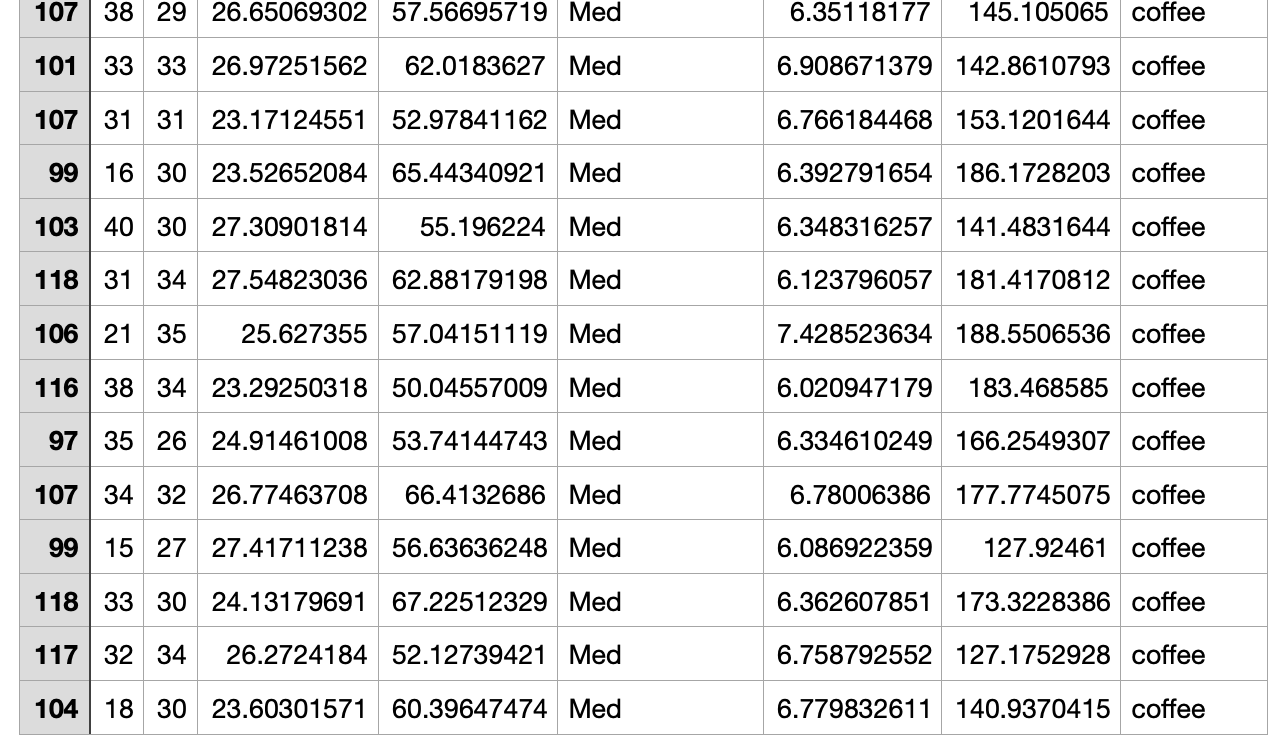 107 38 29 26.65069302 57.56695719 Med 6.35118177 145.105065 coffee
101 33 33 26.97251562 62.0183627 Med 6.908671379 142.8610793 coffee
107 31 31 23.17124551 52.97841162 Med 6.766184468 153.1201644 coffee
99 16 30 23.52652084 65.44340921 Med 6.392791654 186.1728203 coffee
103 40 30 27.30901814 55.196224 Med 6.348316257 141.4831644 coffee
118 31 34 27.54823036 62.88179198 Med 6.123796057 181.4170812 coffee
106 21 35 25.627355 57.04151119 Med 7.428523634 188.5506536 coffee
116 38 34 23.29250318 50.04557009 Med 6.020947179 183.468585 coffee
97 35 26 24.91461008 53.74144743 Med 6.334610249 166.2549307 coffee
107 34 32 26.77463708 66.4132686 Med 6.78006386 177.7745075 coffee
99 15 27 27.41711238 56.63636248 Med 6.086922359 127.92461 coffee
118 33 30 24.13179691 67.22512329 Med 6.362607851 173.3228386 coffee
117 32 34 26.2724184 52.12739421 Med 6.758792552 127.1752928 coffee
104 18 30 23.60301571 60.39647474 Med 6.779832611 140.9370415 coffee